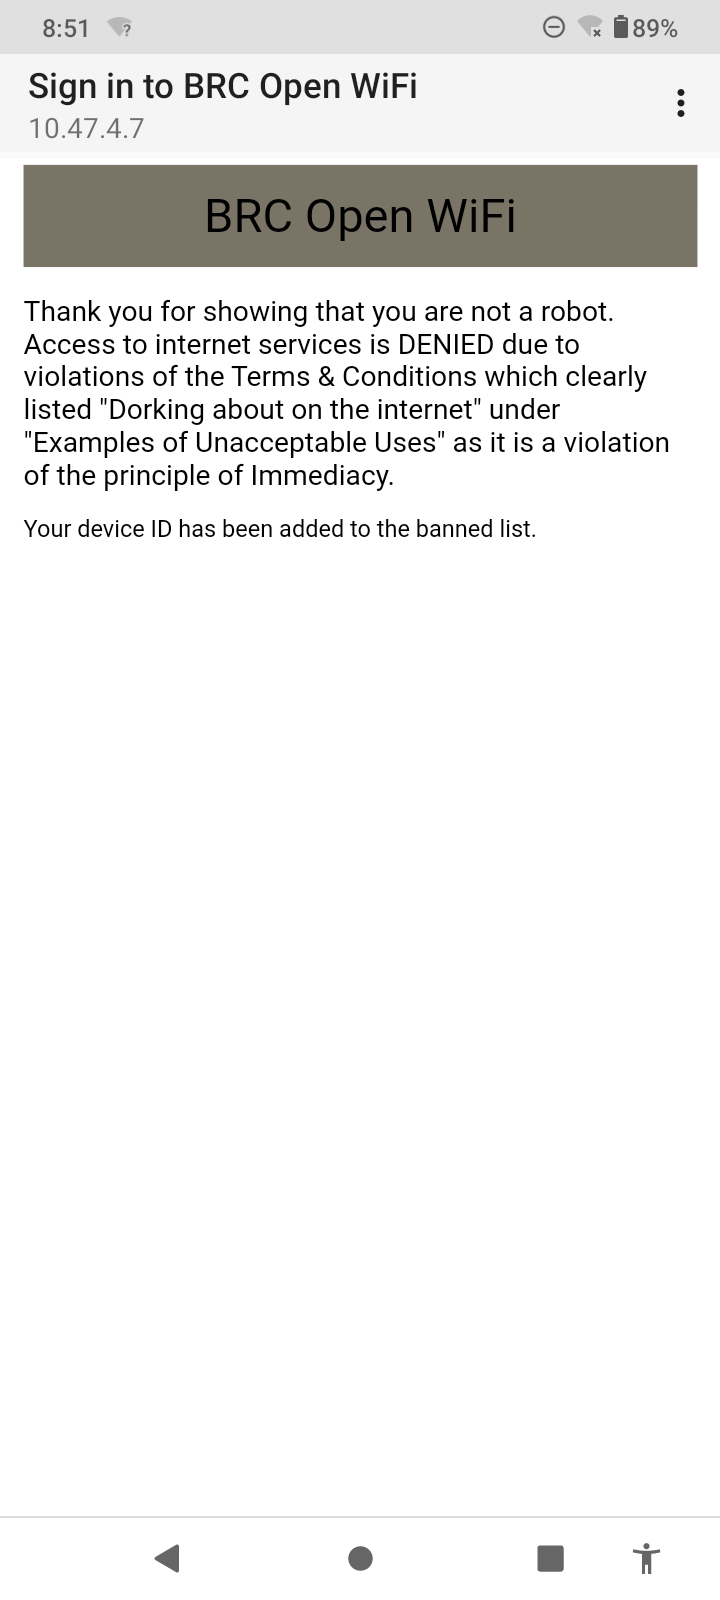 8:51
89%
Sign in to BRC Open WiFi
10.47.4.7
BRC Open WiFi
Thank you for showing that you are not a robot.
Access to internet services is DENIED due to
violations of the Terms & Conditions which clearly
listed "Dorking about on the internet" under
"Examples of Unacceptable Uses" as it is a violation
of the principle of Immediacy.
Your device ID has been added to the banned list.